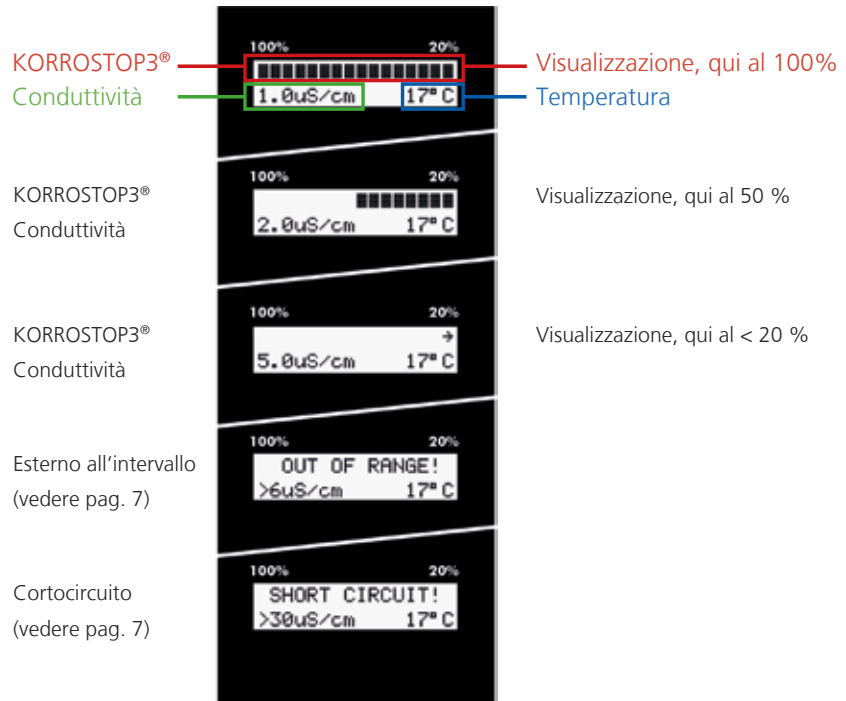 100% 20%
KORROSTOP3® Visualizzazione, qui al 100%
Conduttività 1.0uS/cm 17°C Temperatura
100% 20%
KORROSTOP3® Visualizzazione, qui al 50 %
Conduttività 2.0uS/cm 17°C
100% 20%
KORROSTOP3® → Visualizzazione, qui al < 20 %
Conduttività 5.0uS/cm 17°C
100% 20%
Esterno all’intervallo OUT OF RANGE!
(vedere pag. 7) >6uS/cm 17°C
100% 20%
Cortocircuito SHORT CIRCUIT!
(vedere pag. 7) >30uS/cm 17°C